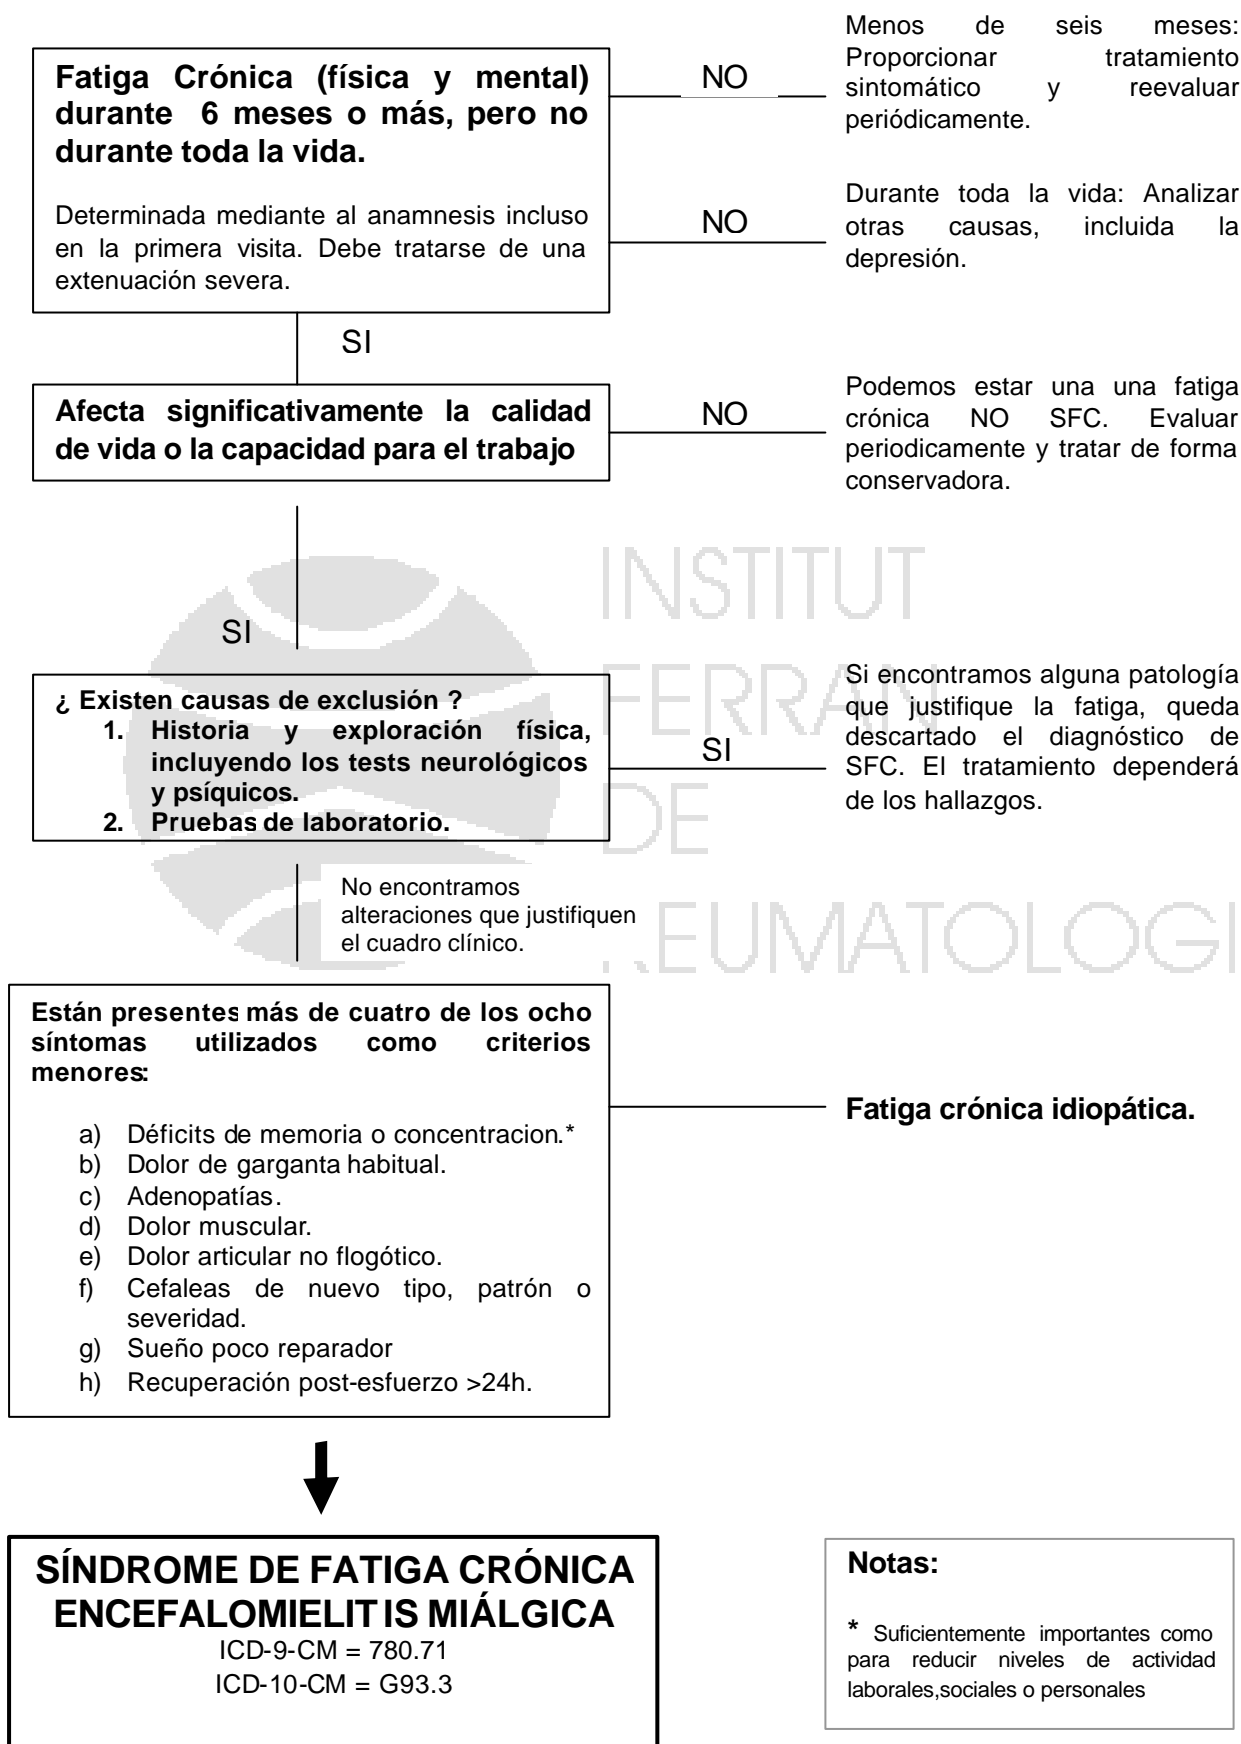 Menos de seis meses:
Proporcionar tratamiento
sintomático y reevaluar
periódicamente.
Fatiga Crónica (física y mental)
durante 6 meses o más, pero no
durante toda la vida.
Determinada mediante al anamnesis incluso
en la primera visita. Debe tratarse de una
extenuación severa.
NO
NO
Durante toda la vida: Analizar
otras causas, incluida la
depresión.
SI
Afecta significativamente la calidad
de vida o la capacidad para el trabajo
NO
Podemos estar una una fatiga
crónica NO SFC. Evaluar
periodicamente y tratar de forma
conservadora.
INSTITUT
FERRAN
DE
REUMATOLOGI
SI
¿ Existen causas de exclusión ?
1. Historia y exploración física,
incluyendo los tests neurológicos
y psíquicos.
2. Pruebas de laboratorio.
SI
Si encontramos alguna patología
que justifique la fatiga, queda
descartado el diagnóstico de
SFC. El tratamiento dependerá
de los hallazgos.
No encontramos
alteraciones que justifiquen
el cuadro clínico.
Están presentes más de cuatro de los ocho
síntomas utilizados como criterios
menores:
a) Déficits de memoria o concentracion.*
b) Dolor de garganta habitual.
c) Adenopatías.
d) Dolor muscular.
e) Dolor articular no flogótico.
f) Cefaleas de nuevo tipo, patrón o
severidad.
g) Sueño poco reparador
h) Recuperación post-esfuerzo >24h.
Fatiga crónica idiopática.
SÍNDROME DE FATIGA CRÓNICA
ENCEFALOMIELITIS MIÁLGICA
ICD-9-CM = 780.71
ICD-10-CM = G93.3
Notas:
* Suficientemente importantes como
para reducir niveles de actividad
laborales,sociales o personales